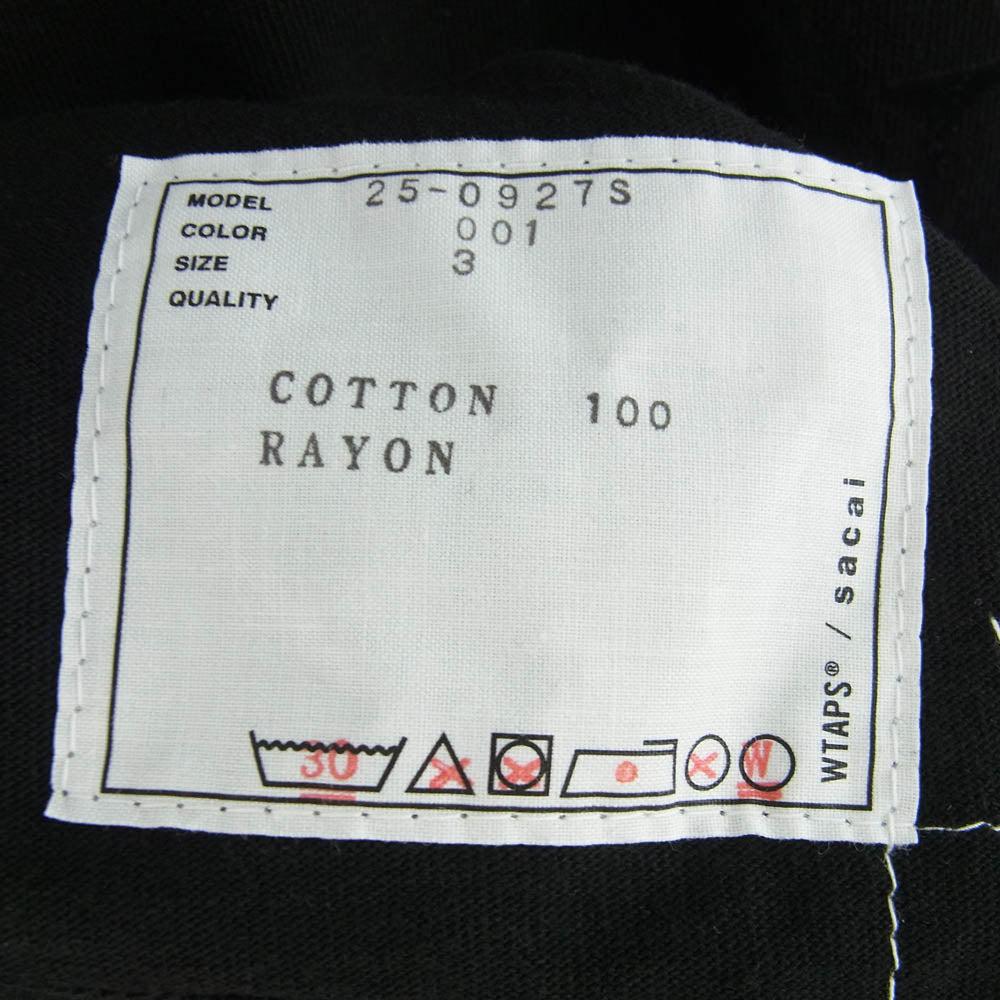 MODEL 25-0927S
COLOR 001
SIZE 3
QUALITY
COTTON 100
RAYON
WTAPS® / sacai
30
W